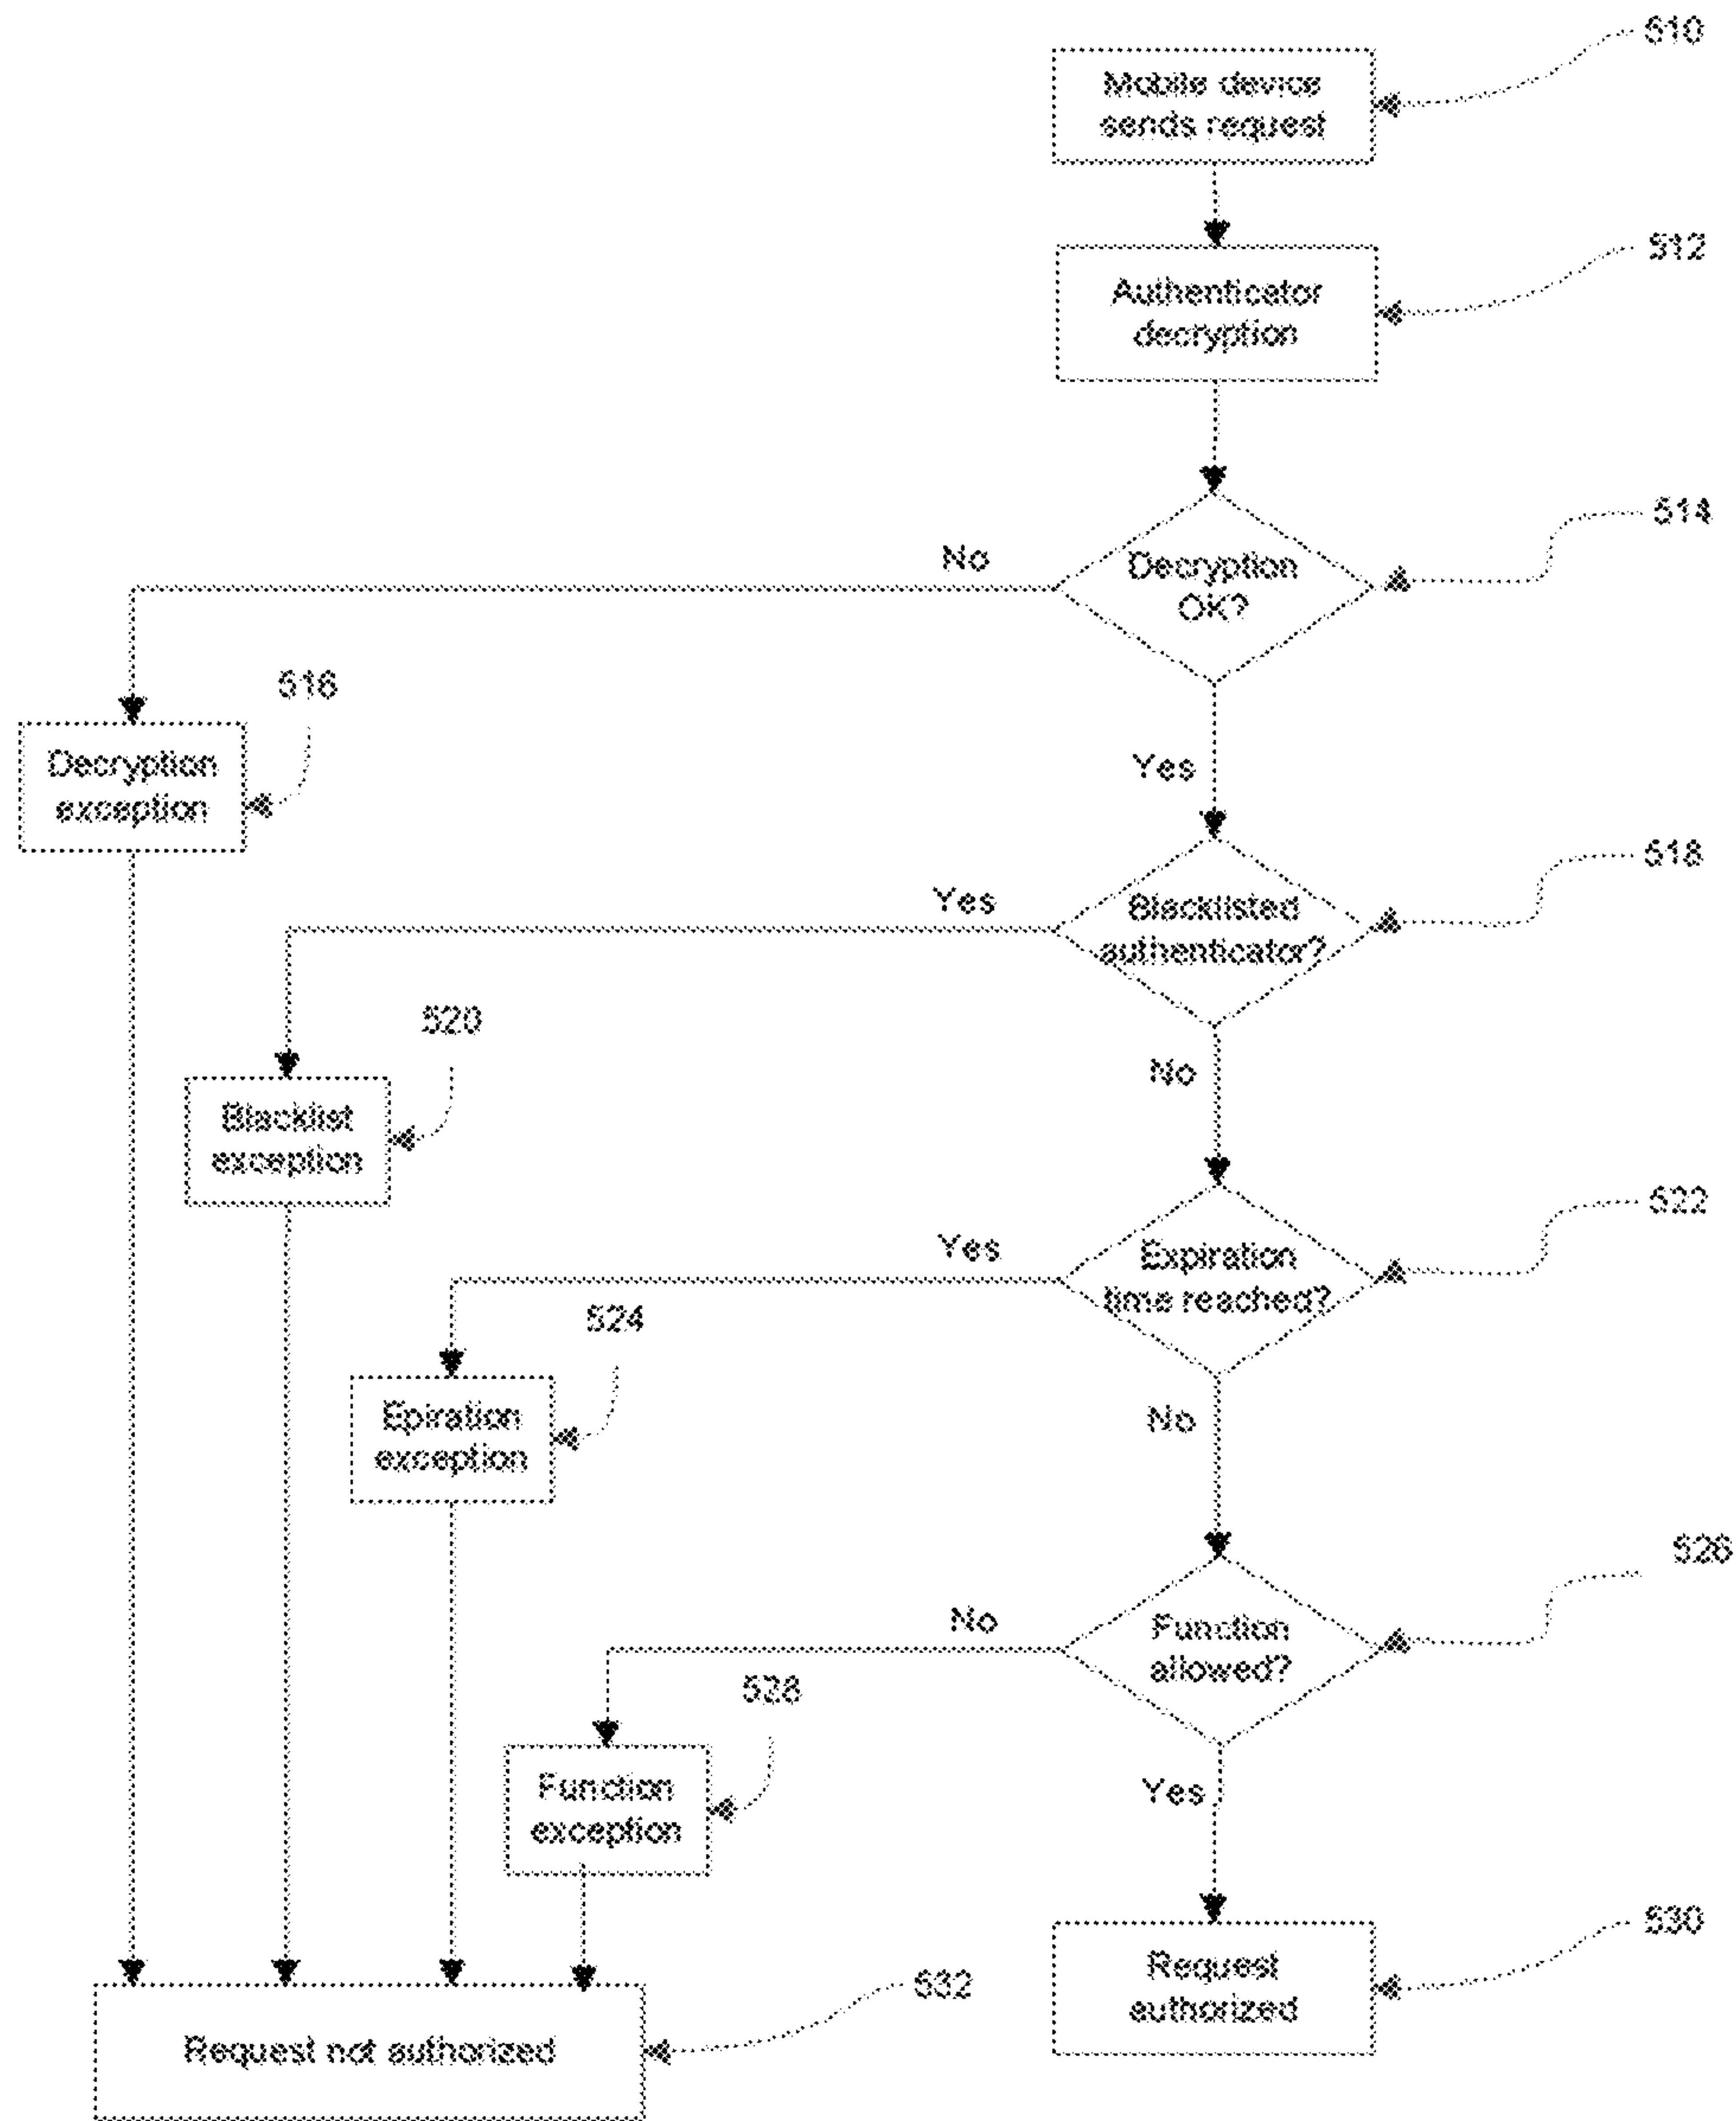 510
Mobile device
sends request
512
Authenticator
decryption
514
No
Decryption
OK?
516
Yes
Decryption
exception
518
Yes
Blacklisted
authenticator?
520
No
Blacklist
exception
522
Yes
Expiration
time reached?
524
No
Epiration
exception
526
No
Function
allowed?
528
Yes
Function
exception
530
Request
authorized
532
Request not authorized